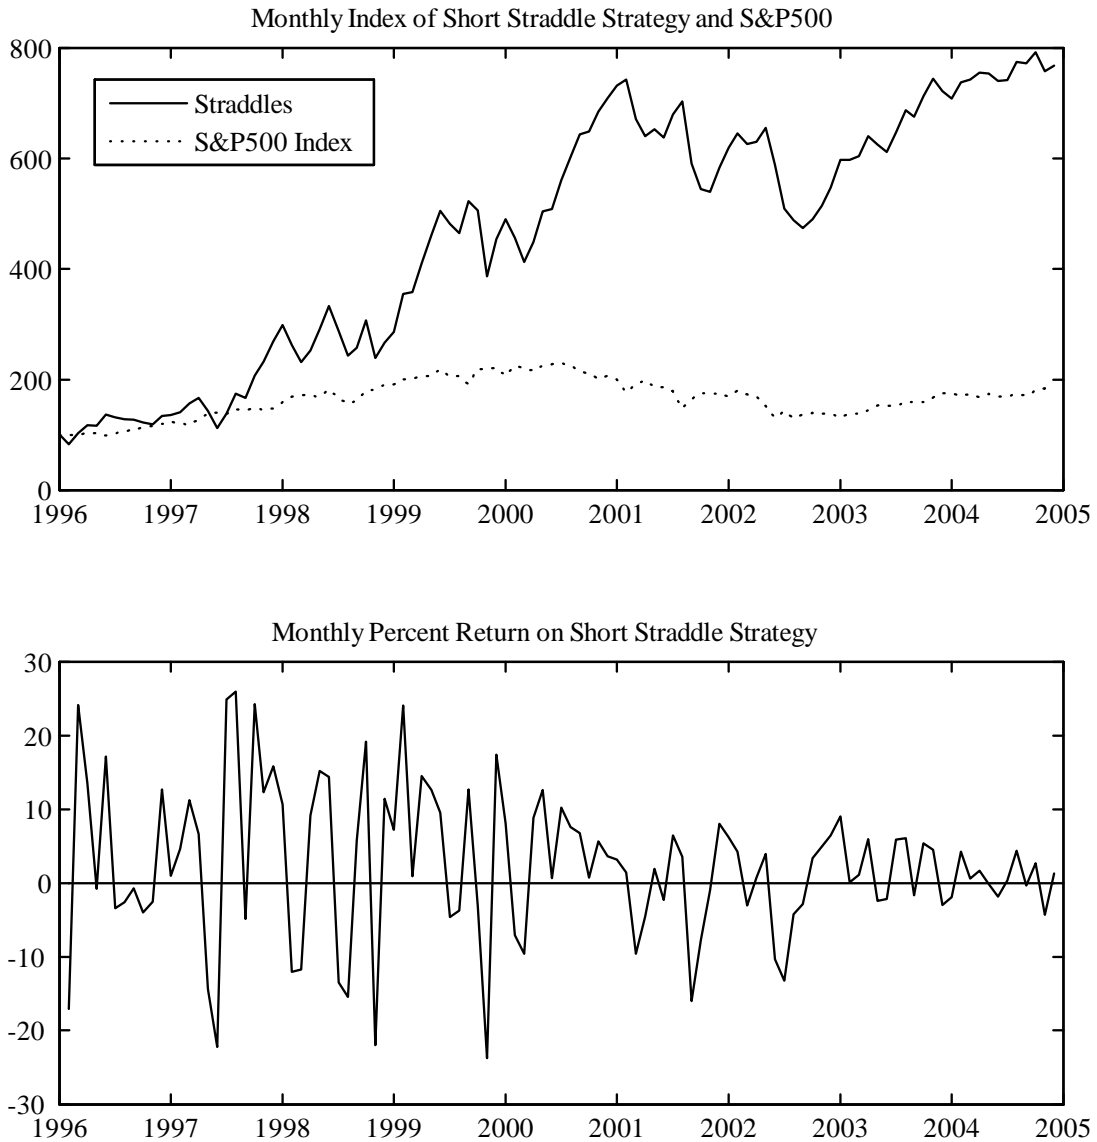 Monthly Index of Short Straddle Strategy and S&P500
800
600
400
200
0
Straddles
S&P500 Index
1996 1997 1998 1999 2000 2001 2002 2003 2004 2005
Monthly Percent Return on Short Straddle Strategy
30
20
10
0
-10
-20
-30
1996 1997 1998 1999 2000 2001 2002 2003 2004 2005